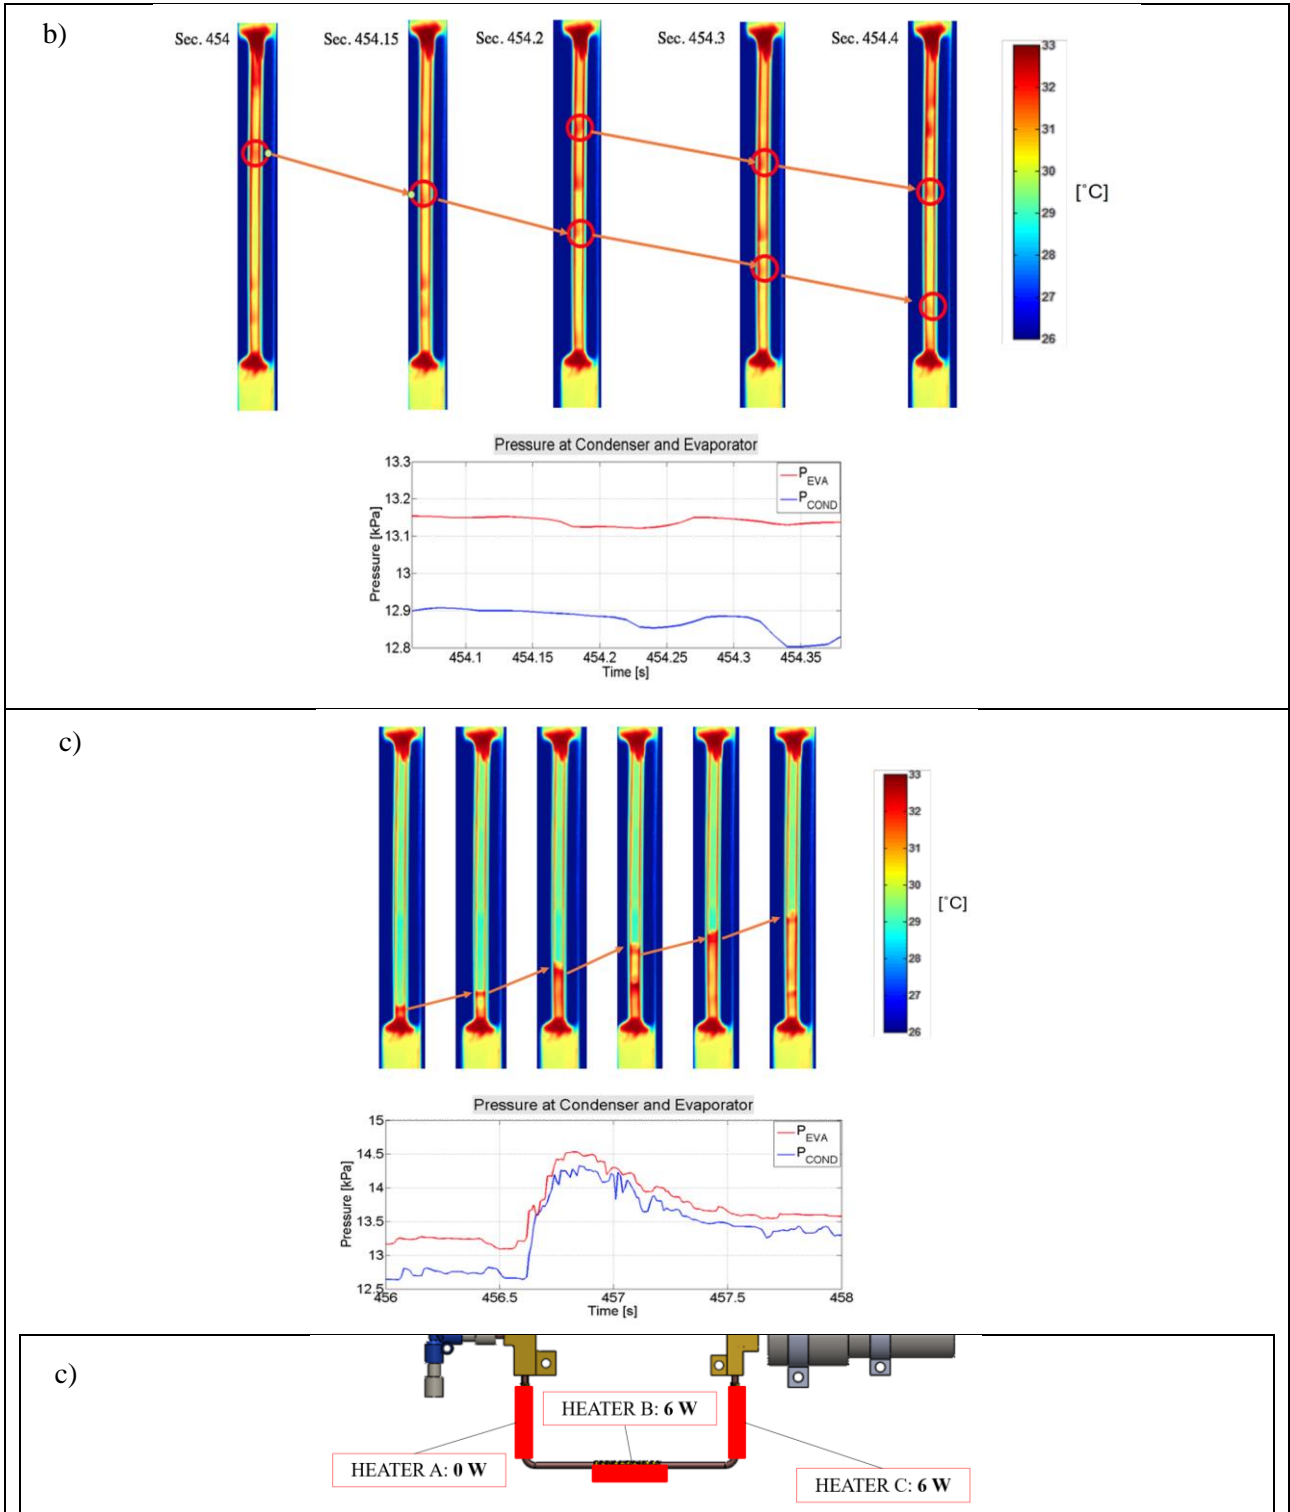 b)
Sec. 454
Sec. 454.15
Sec. 454.2
Sec. 454.3
Sec. 454.4
33
32
31
30
29
28
27
26
[°C]
Pressure at Condenser and Evaporator
13.3
13.2
13.1
13
12.9
12.8
Pressure [kPa]
P_EVA
P_COND
454.1 454.15 454.2 454.25 454.3 454.35
Time [s]
c)
33
32
31
30
29
28
27
26
[°C]
Pressure at Condenser and Evaporator
15
14.5
14
13.5
13
12.5
Pressure [kPa]
P_EVA
P_COND
456 456.5 457 457.5 458
Time [s]
c)
HEATER B: 6 W
HEATER A: 0 W
HEATER C: 6 W